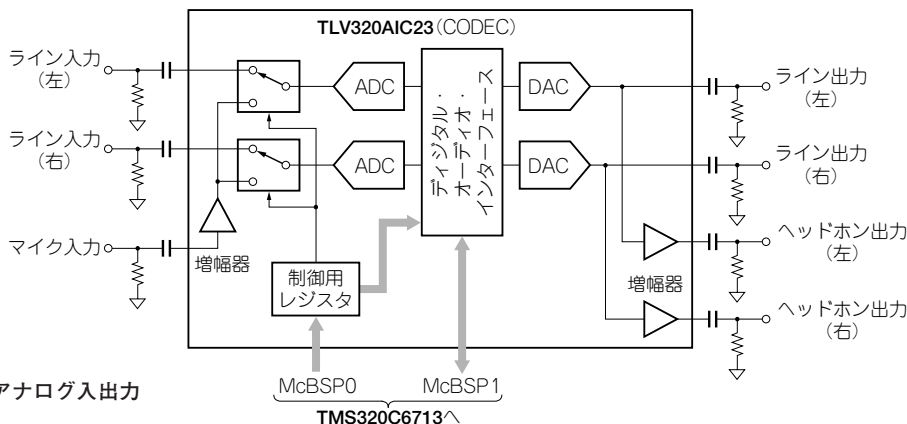 TLV320AIC23(CODEC)
ライン入力
(左)
ADC
DAC
ライン出力
(左)
ライン入力
(右)
ADC
ディジタル・
オーディオ・
インターフェース
DAC
ライン出力
(右)
マイク入力
増幅器
制御用
レジスタ
増幅器
ヘッドホン出力
(左)
ヘッドホン出力
(右)
アナログ入出力
McBSP0
McBSP1
TMS320C6713へ